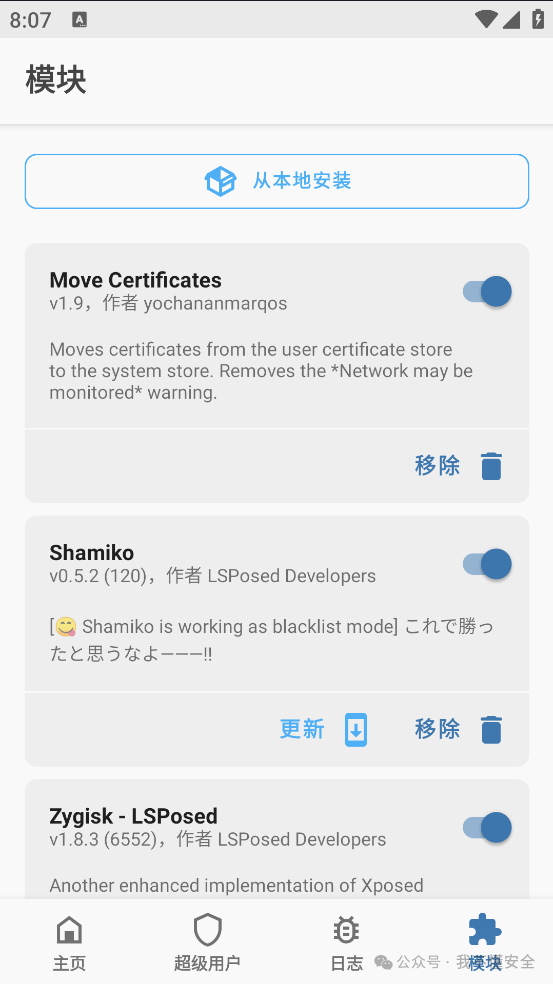 8:07 A
模块
从本地安装
Move Certificates
v1.9，作者 yochananmarqos
Moves certificates from the user certificate store
to the system store. Removes the *Network may be
monitored* warning.
移除
Shamiko
v0.5.2 (120)，作者 LSPosed Developers
[😋 Shamiko is working as blacklist mode] これで勝っ
たと思うなよ———!!
更新 移除
Zygisk - LSPosed
v1.8.3 (6552)，作者 LSPosed Developers
Another enhanced implementation of Xposed
主页 超级用户 日志 模块
公众号 · 我不懂安全